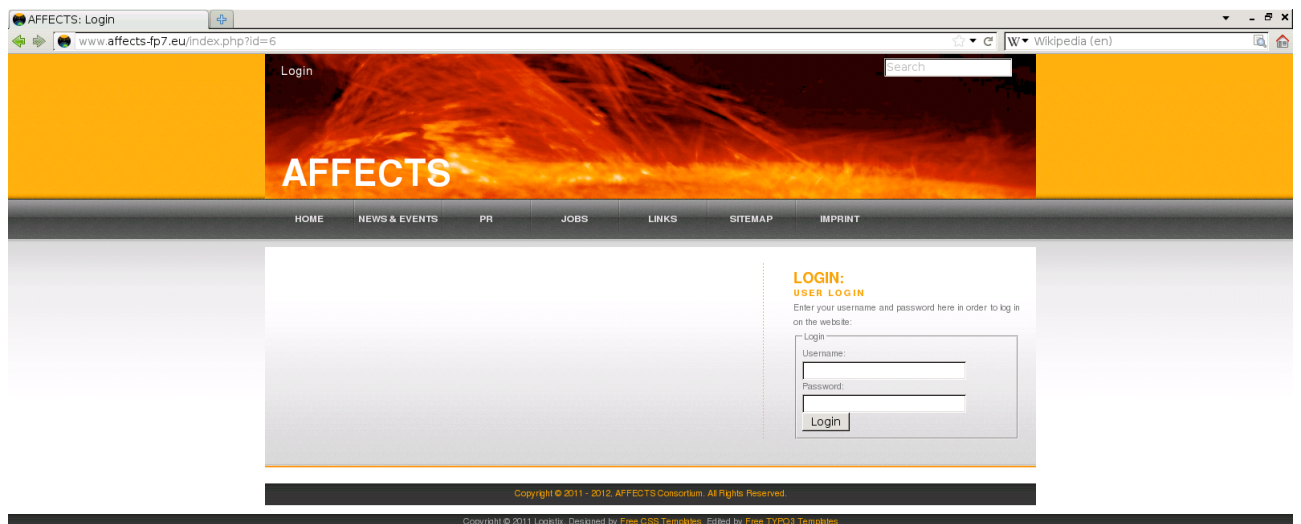 AFFECTS: Login
www.affects-fp7.eu/index.php?id=6
W Wikipedia (en)
Login
Search
AFFECTS
HOME NEWS & EVENTS PR JOBS LINKS SITEMAP IMPRINT
LOGIN:
USER LOGIN
Enter your username and password here in order to log in
on the website:
Login
Username:
Password:
Login
Copyright © 2011 - 2012, AFFECTS Consortium. All Rights Reserved.
Copyright © 2011 Logistix. Designed by Free CSS Templates. Edited by Free TYPO3 Templates